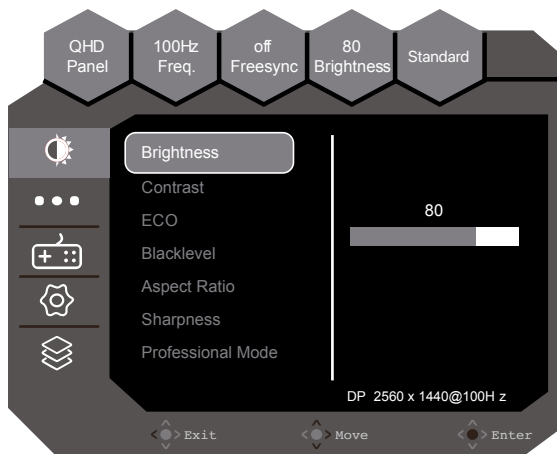 QHD
Panel
100Hz
Freq.
off
Freesync
80
Brightness
Standard
Brightness
Contrast
ECO
Blacklevel
Aspect Ratio
Sharpness
Professional Mode
80
DP 2560 x 1440@100H z
Exit
Move
Enter